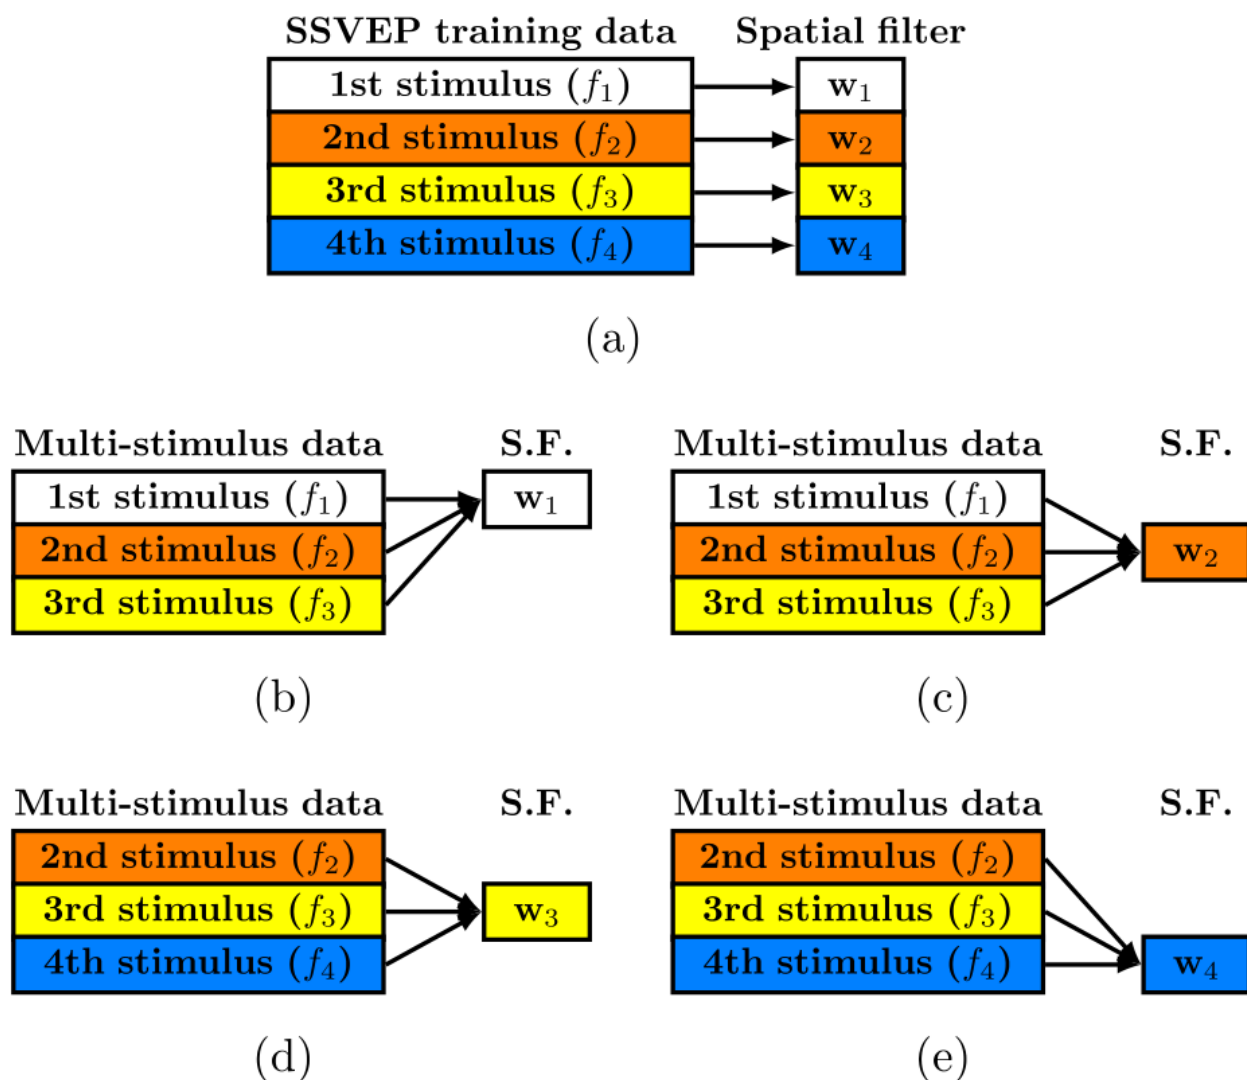 SSVEP training data Spatial filter
1st stimulus (f₁) w₁
2nd stimulus (f₂) w₂
3rd stimulus (f₃) w₃
4th stimulus (f₄) w₄
(a)
Multi-stimulus data S.F.
1st stimulus (f₁) w₁
2nd stimulus (f₂)
3rd stimulus (f₃)
(b)
Multi-stimulus data S.F.
1st stimulus (f₁)
2nd stimulus (f₂) w₂
3rd stimulus (f₃)
(c)
Multi-stimulus data S.F.
2nd stimulus (f₂)
3rd stimulus (f₃) w₃
4th stimulus (f₄)
(d)
Multi-stimulus data S.F.
2nd stimulus (f₂)
3rd stimulus (f₃)
4th stimulus (f₄) w₄
(e)